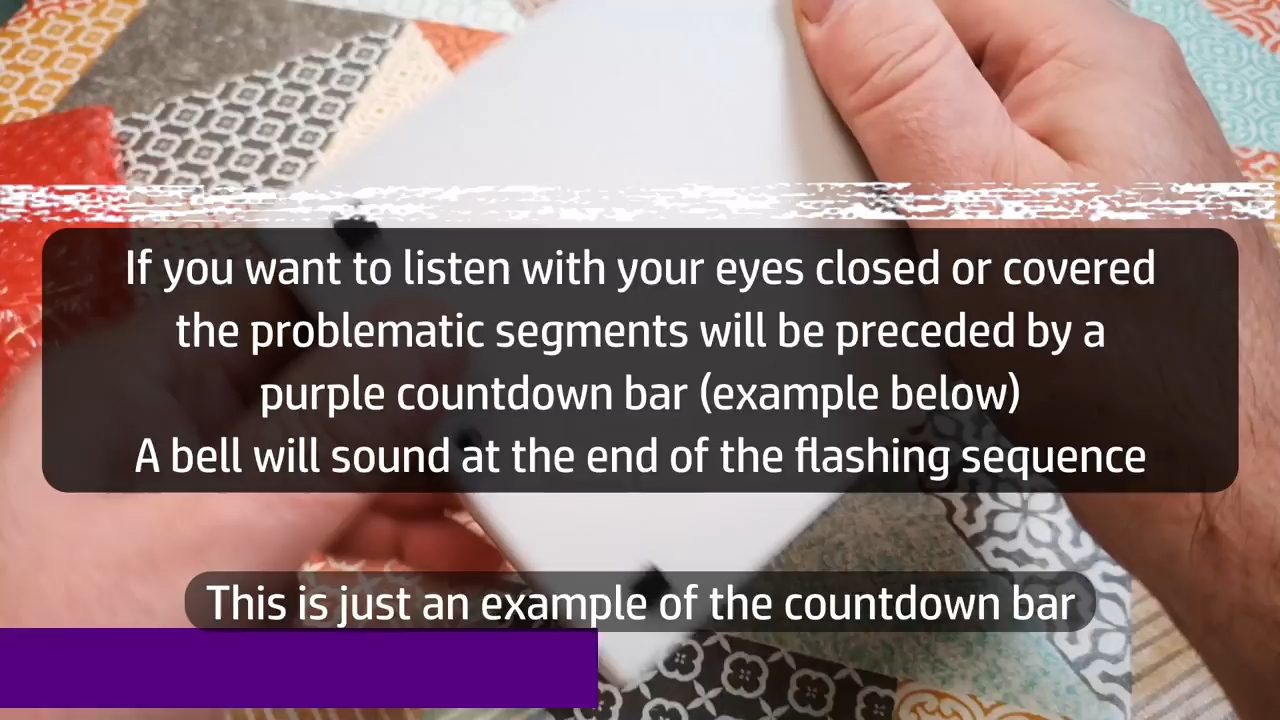 If you want to listen with your eyes closed or covered
the problematic segments will be preceded by a
purple countdown bar (example below)
A bell will sound at the end of the flashing sequence
This is just an example of the countdown bar